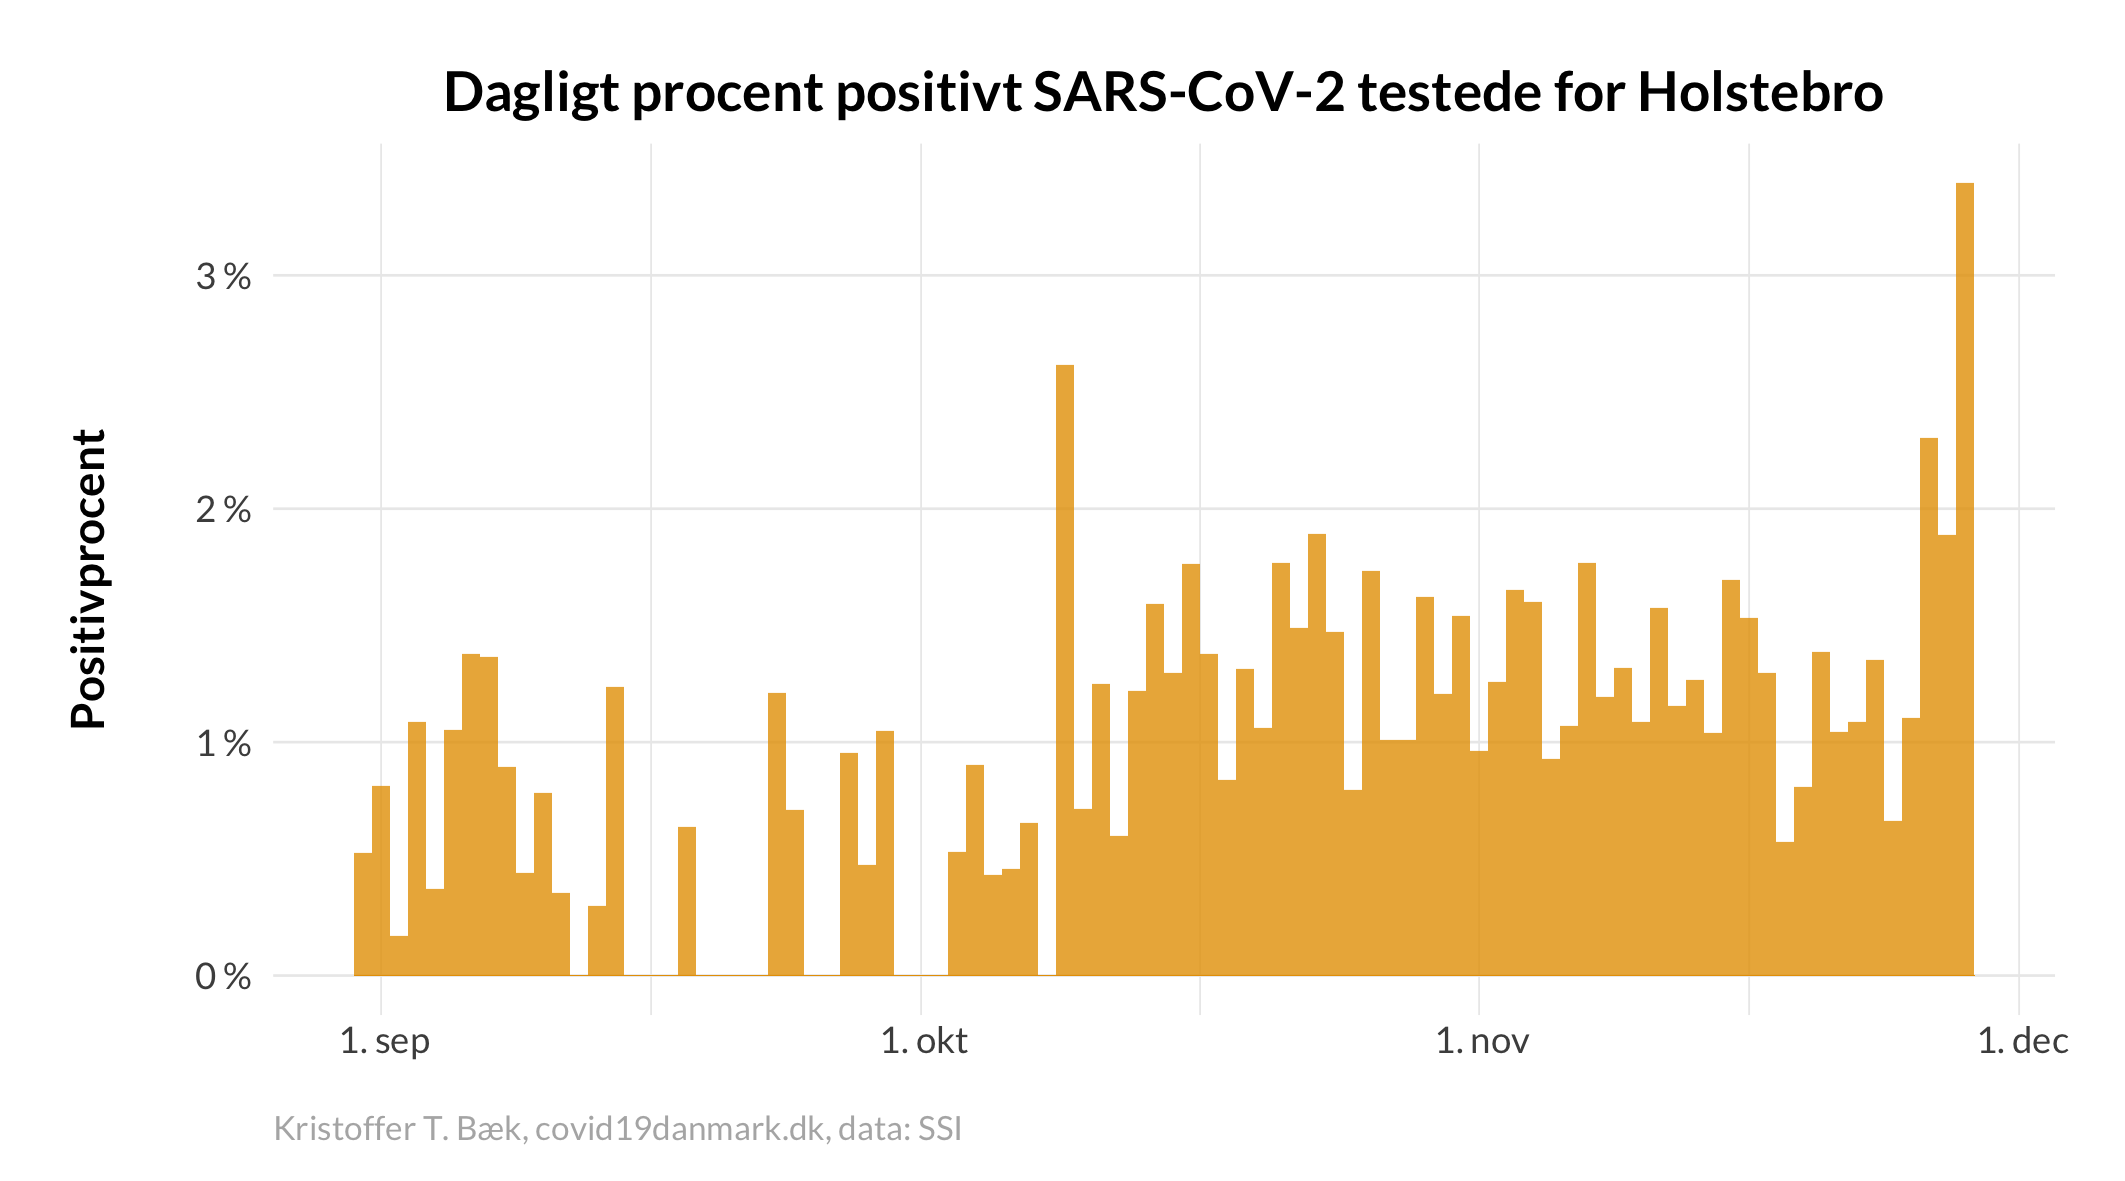 Dagligt procent positivt SARS-CoV-2 testede for Holstebro
Positivprocent
3 %
2 %
1 %
0 %
1. sep
1. okt
1. nov
1. dec
Kristoffer T. Bæk, covid19danmark.dk, data: SSI